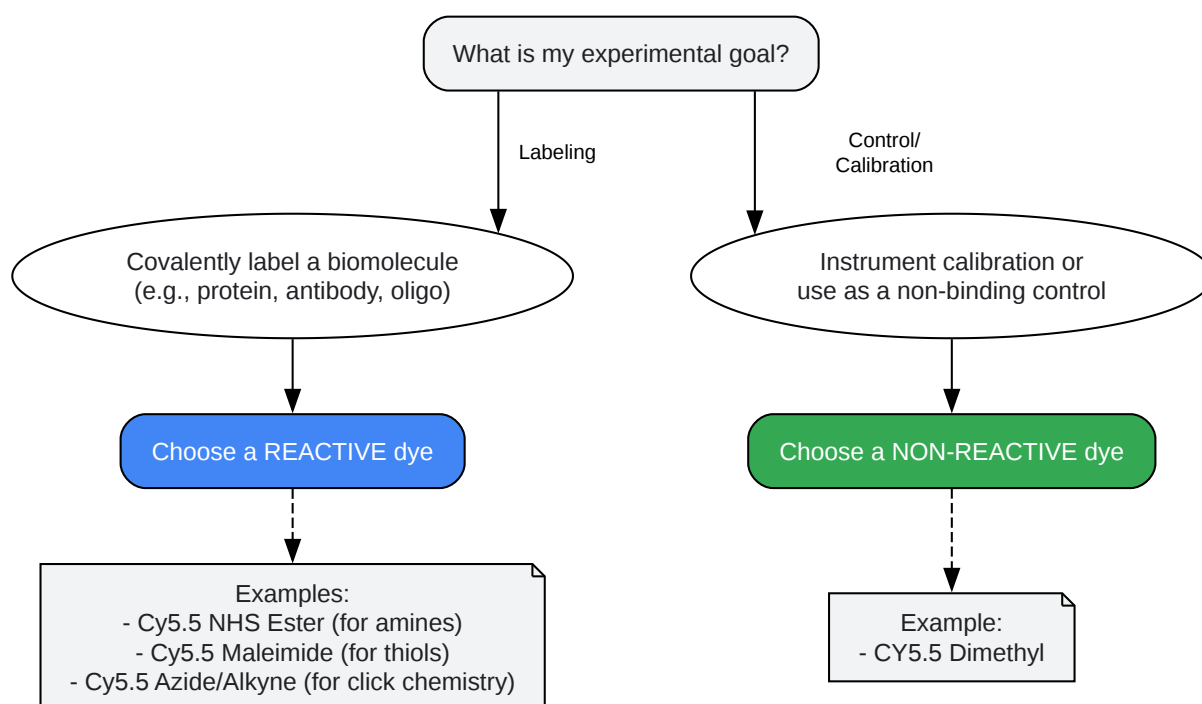 What is my experimental goal?
Labeling
Control/
Calibration
Covalently label a biomolecule
(e.g., protein, antibody, oligo)
Instrument calibration or
use as a non-binding control
Choose a REACTIVE dye
Choose a NON-REACTIVE dye
Examples:
- Cy5.5 NHS Ester (for amines)
- Cy5.5 Maleimide (for thiols)
- Cy5.5 Azide/Alkyne (for click chemistry)
Example:
- CY5.5 Dimethyl